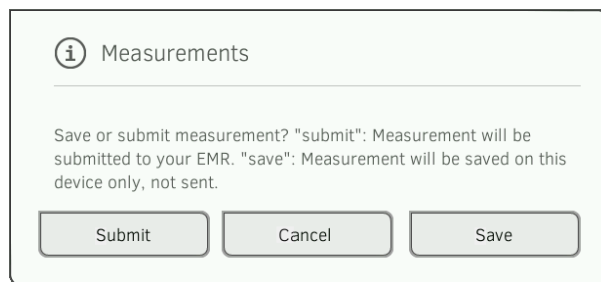 Measurements
Save or submit measurement? "submit": Measurement will be
submitted to your EMR. "save": Measurement will be saved on this
device only, not sent.
Submit Cancel Save